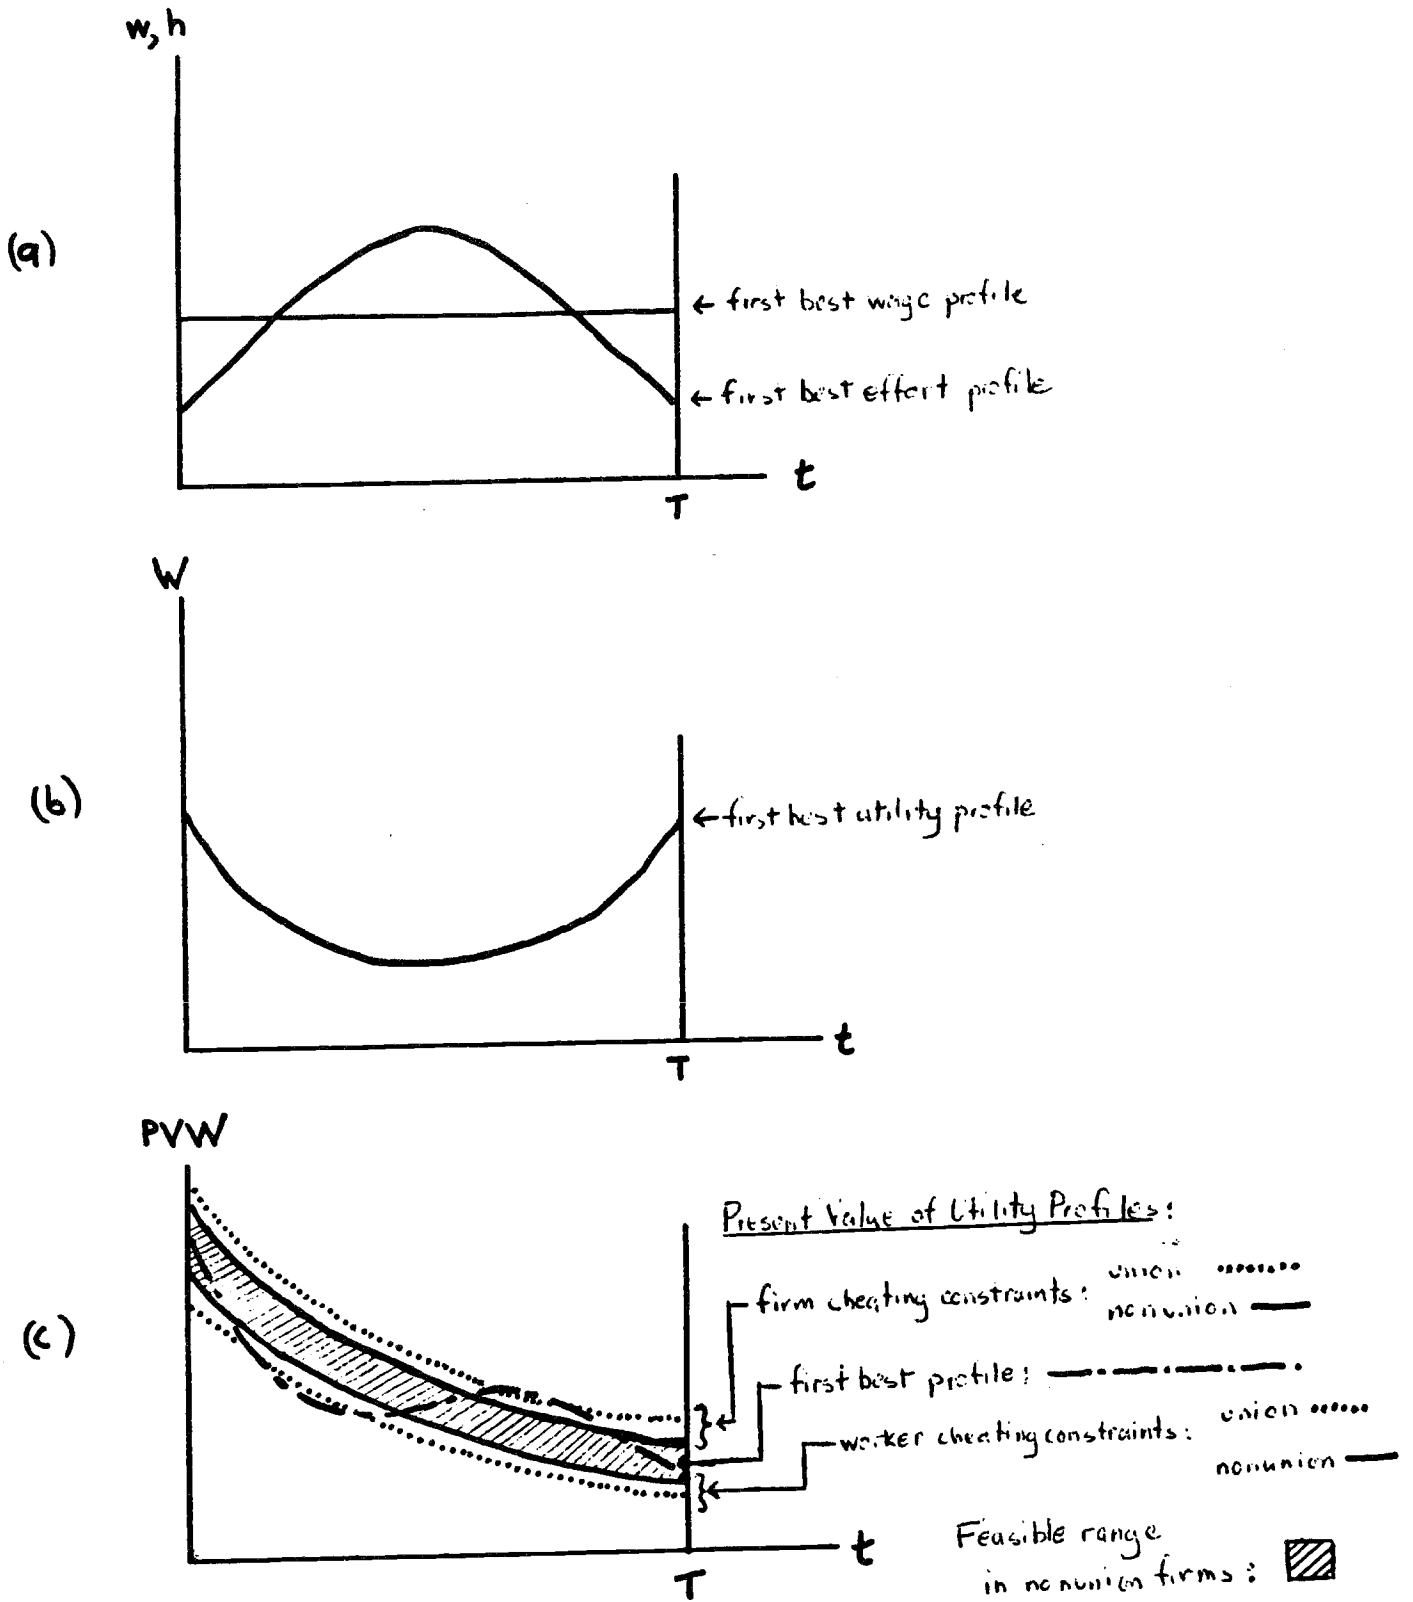 w, h
(a)
← first best wage profile
← first best effort profile
t
T
W
(b)
← first best utility profile
t
T
PVW
(c)
Present Value of Utility Profiles:
firm cheating constraints: union
nonunion
first best profile:
worker cheating constraints: union
nonunion
t
T
Feasible range
in nonunion firms: